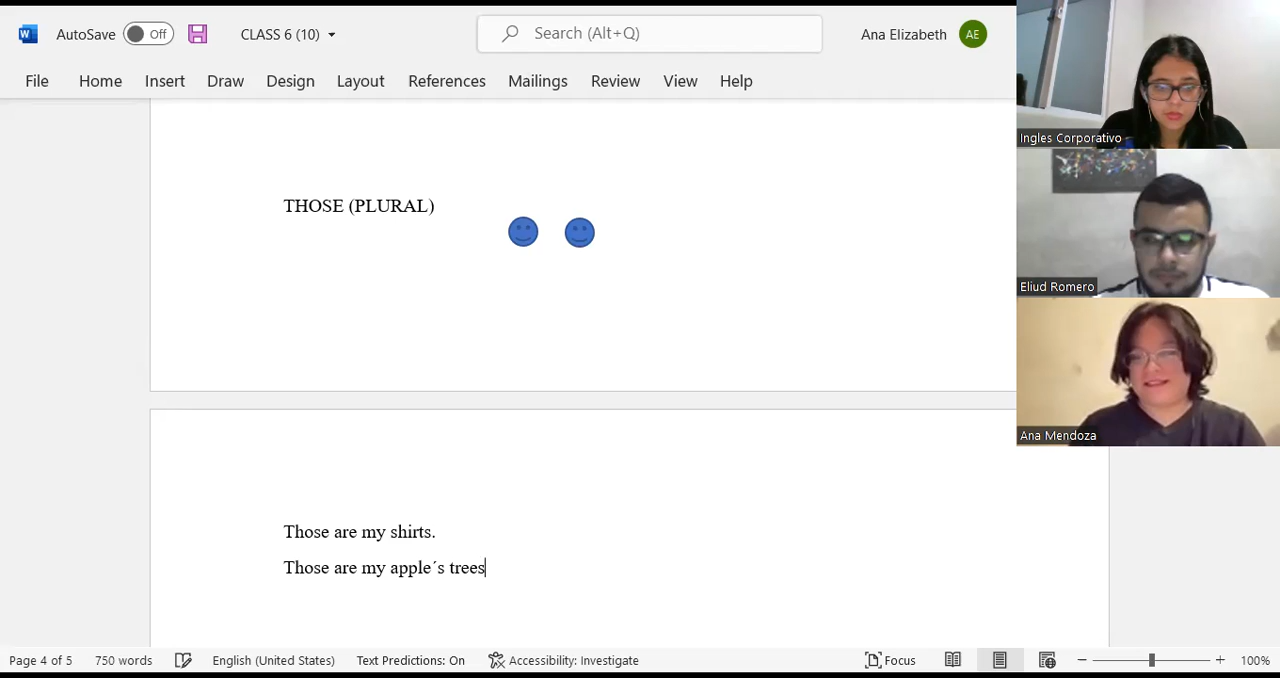 AutoSave Off CLASS 6 (10) Search (Alt+Q) Ana Elizabeth AE
File Home Insert Draw Design Layout References Mailings Review View Help
Ingles Corporativo
THOSE (PLURAL)
Eliud Romero
Ana Mendoza
Those are my shirts.
Those are my apple´s trees
Page 4 of 5 750 words English (United States) Text Predictions: On Accessibility: Investigate Focus 100%